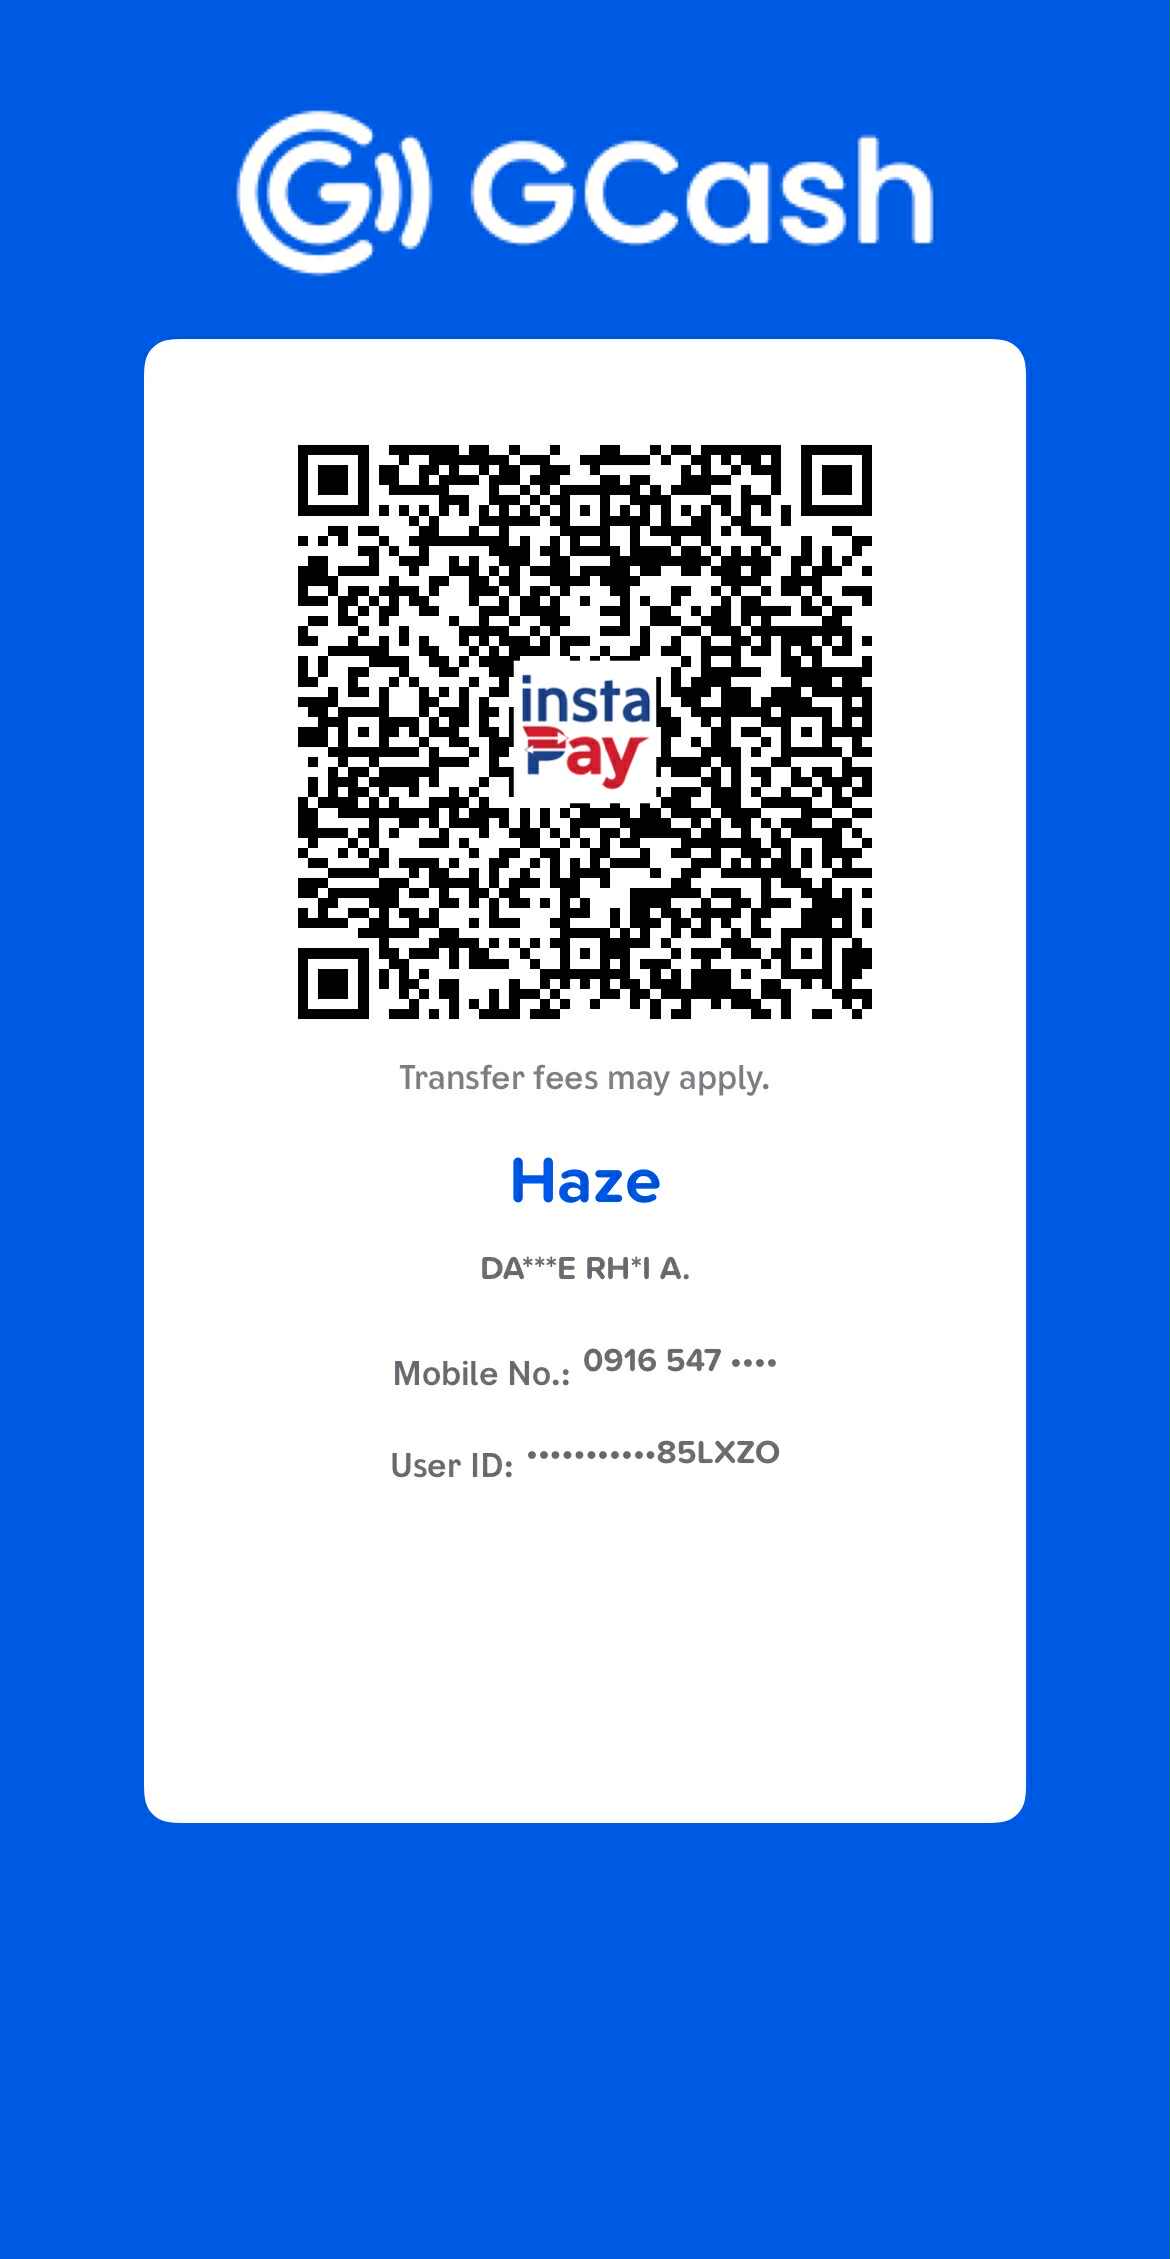 GCash
insta
Pay
Transfer fees may apply.
Haze
DA***E RH*I A.
Mobile No.: 0916 547 ••••
User ID: •••••••••••85LXZO